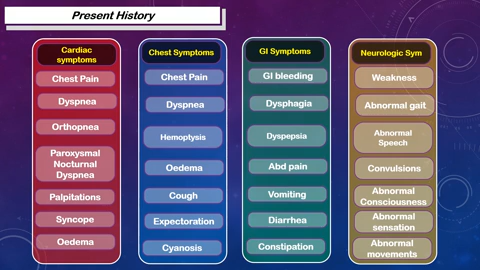 Present History
Cardiac
symptoms
Chest Pain
Dyspnea
Orthopnea
Paroxysmal
Nocturnal
Dyspnea
Palpitations
Syncope
Oedema
Chest Symptoms
Chest Pain
Dyspnea
Hemoptysis
Oedema
Cough
Expectoration
Cyanosis
GI Symptoms
GI bleeding
Dysphagia
Dyspepsia
Abd pain
Vomiting
Diarrhea
Constipation
Neurologic Sym
Weakness
Abnormal gait
Abnormal
Speech
Convulsions
Abnormal
Consciousness
Abnormal
sensation
Abnormal
movements